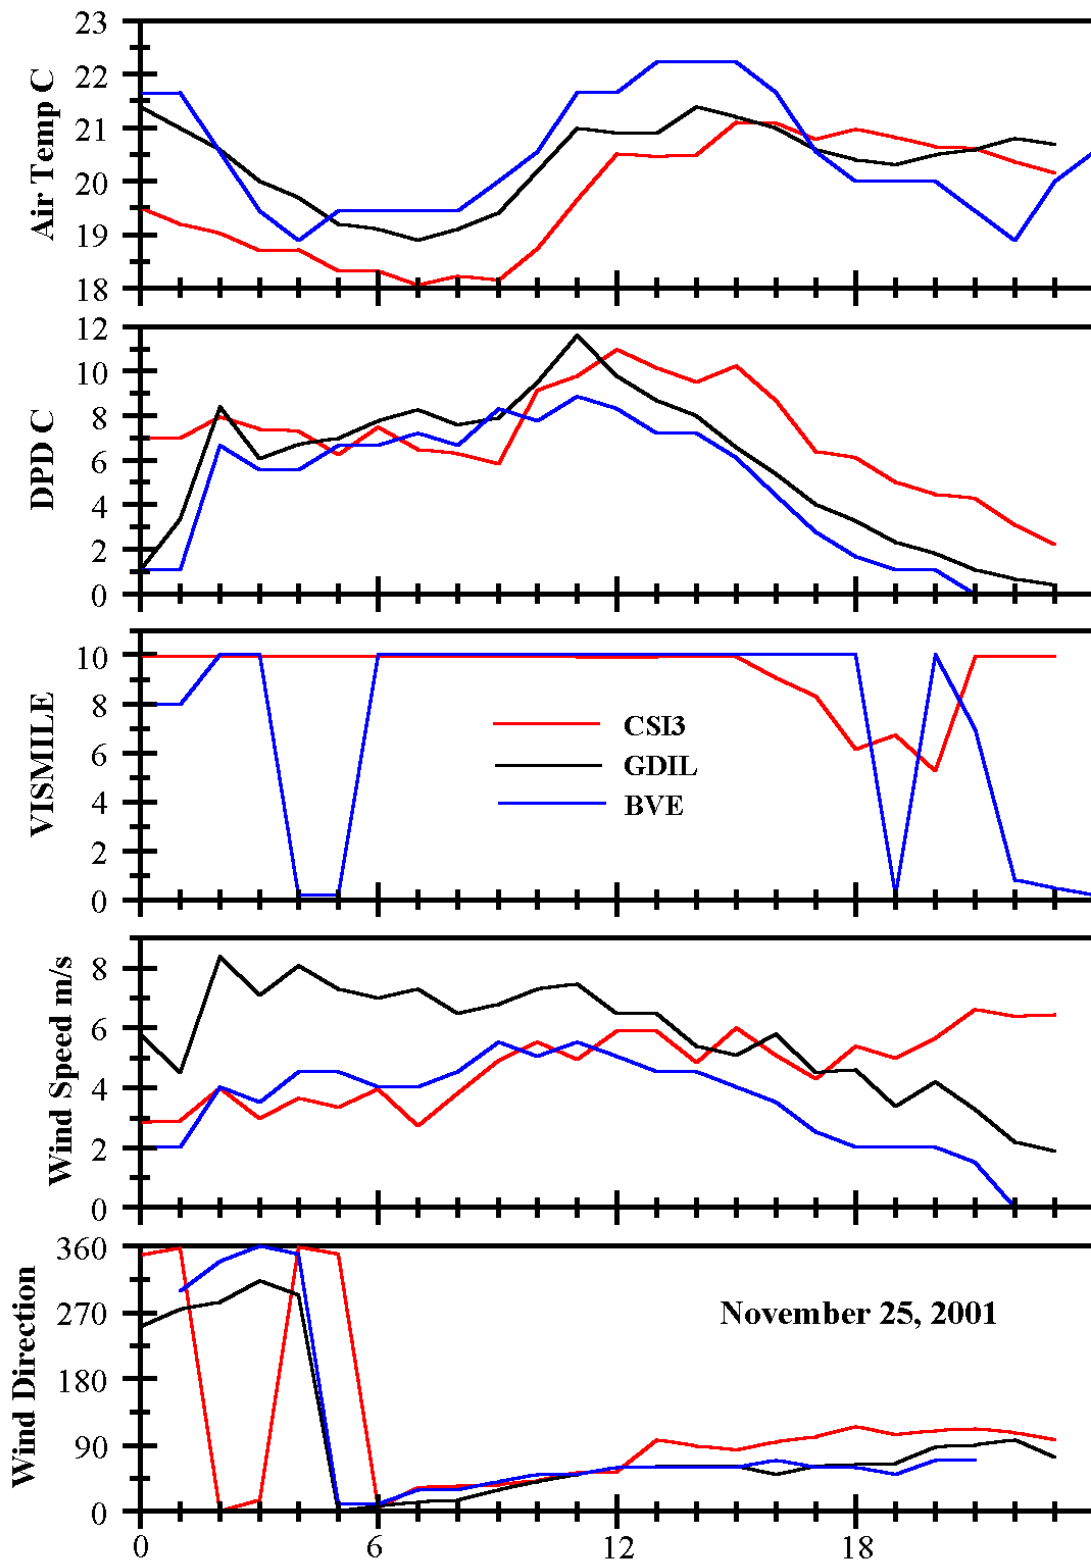 Air Temp C
23
22
21
20
19
18
DPD C
12
10
8
6
4
2
0
VISMILE
10
8
6
4
2
0
CSI3
GDIL
BVE
Wind Speed m/s
8
6
4
2
0
Wind Direction
360
270
180
90
0
November 25, 2001
0 6 12 18